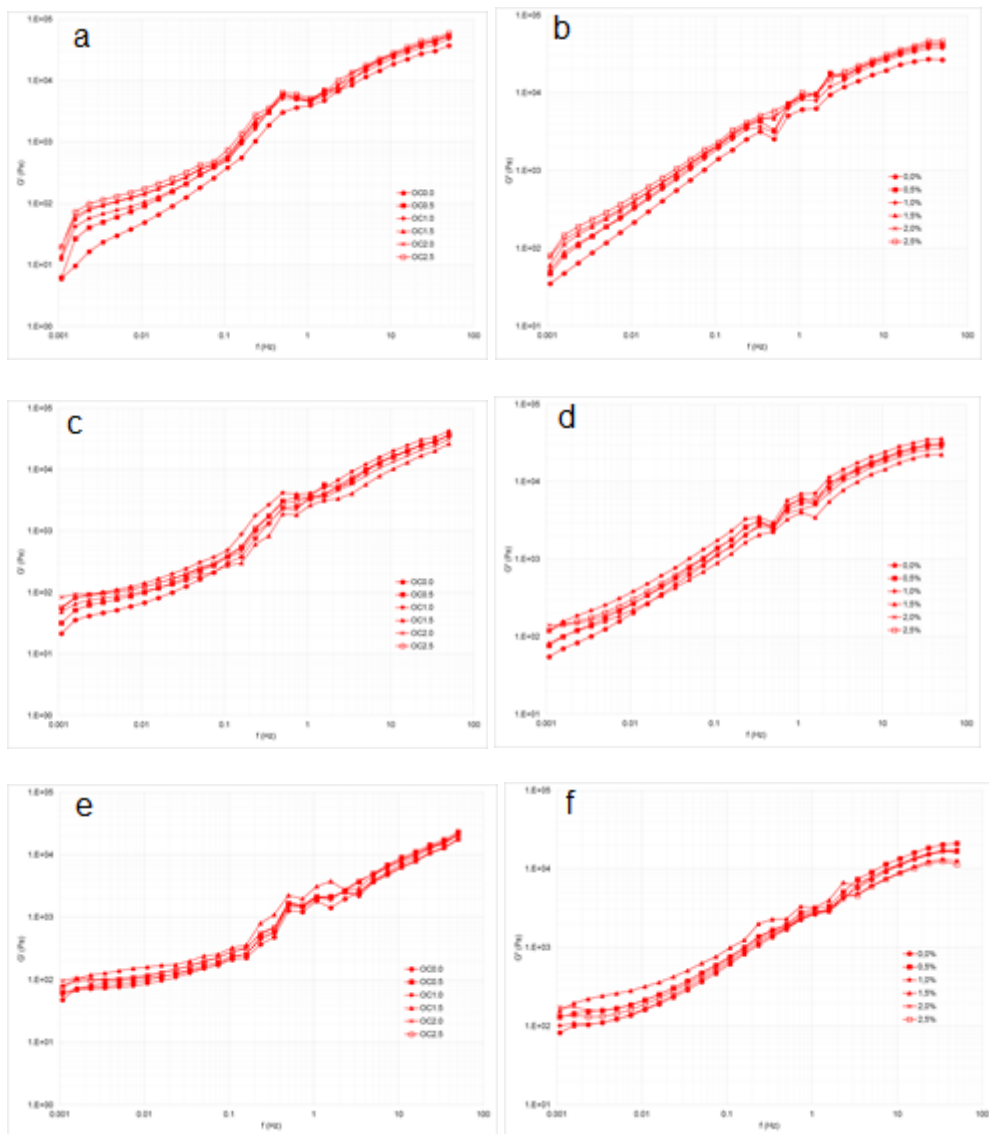 a
1.E+05
1.E+04
1.E+03
1.E+02
1.E+01
1.E+00
G' (Pa)
0.001
0.01
0.1
1
10
100
f (Hz)
OC0.0
OC0.5
OC1.0
OC1.5
OC2.0
OC2.5
b
1.E+05
1.E+04
1.E+03
1.E+02
1.E+01
G" (Pa)
0.001
0.01
0.1
1
10
100
f (Hz)
0,0%
0,5%
1,0%
1,5%
2,0%
2,5%
c
1.E+05
1.E+04
1.E+03
1.E+02
1.E+01
1.E+00
G' (Pa)
0.001
0.01
0.1
1
10
100
f (Hz)
OC0.0
OC0.5
OC1.0
OC1.5
OC2.0
OC2.5
d
1.E+05
1.E+04
1.E+03
1.E+02
1.E+01
G" (Pa)
0.001
0.01
0.1
1
10
100
f (Hz)
0,0%
0,5%
1,0%
1,5%
2,0%
2,5%
e
1.E+05
1.E+04
1.E+03
1.E+02
1.E+01
1.E+00
G' (Pa)
0.001
0.01
0.1
1
10
100
f (Hz)
OC0.0
OC0.5
OC1.0
OC1.5
OC2.0
OC2.5
f
1.E+05
1.E+04
1.E+03
1.E+02
1.E+01
G" (Pa)
0.001
0.01
0.1
1
10
100
f (Hz)
0,0%
0,5%
1,0%
1,5%
2,0%
2,5%